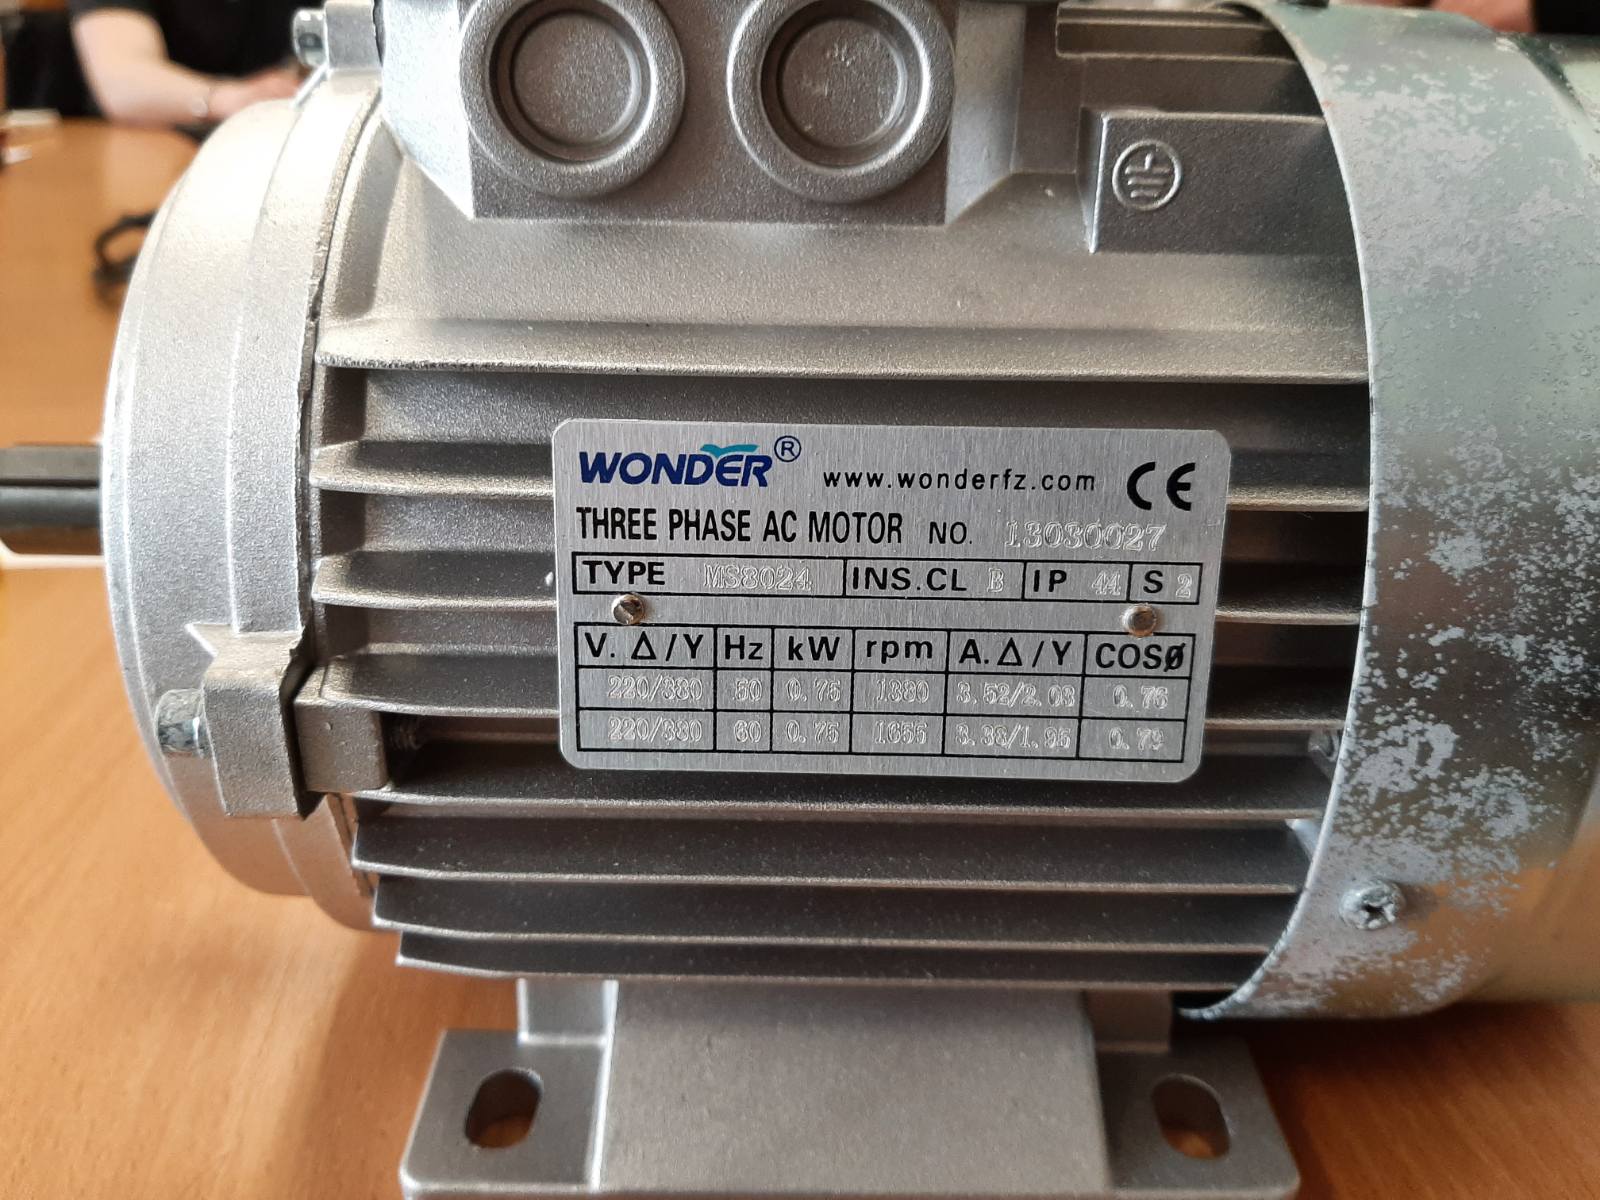 WONDER® www.wonderfz.com CE
THREE PHASE AC MOTOR NO. 13030027
TYPE MS8024 INS.CL B IP 44 S 2
V. Δ/Y Hz kW rpm A.Δ/Y COSø
220/380 50 0.75 1380 3.52/2.03 0.76
220/380 60 0.75 1656 3.38/1.95 0.79